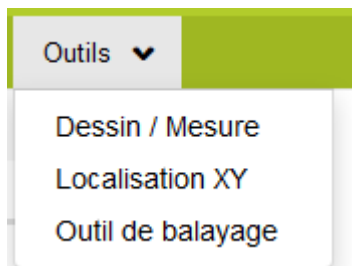 Outils
Dessin / Mesure
Localisation XY
Outil de balayage